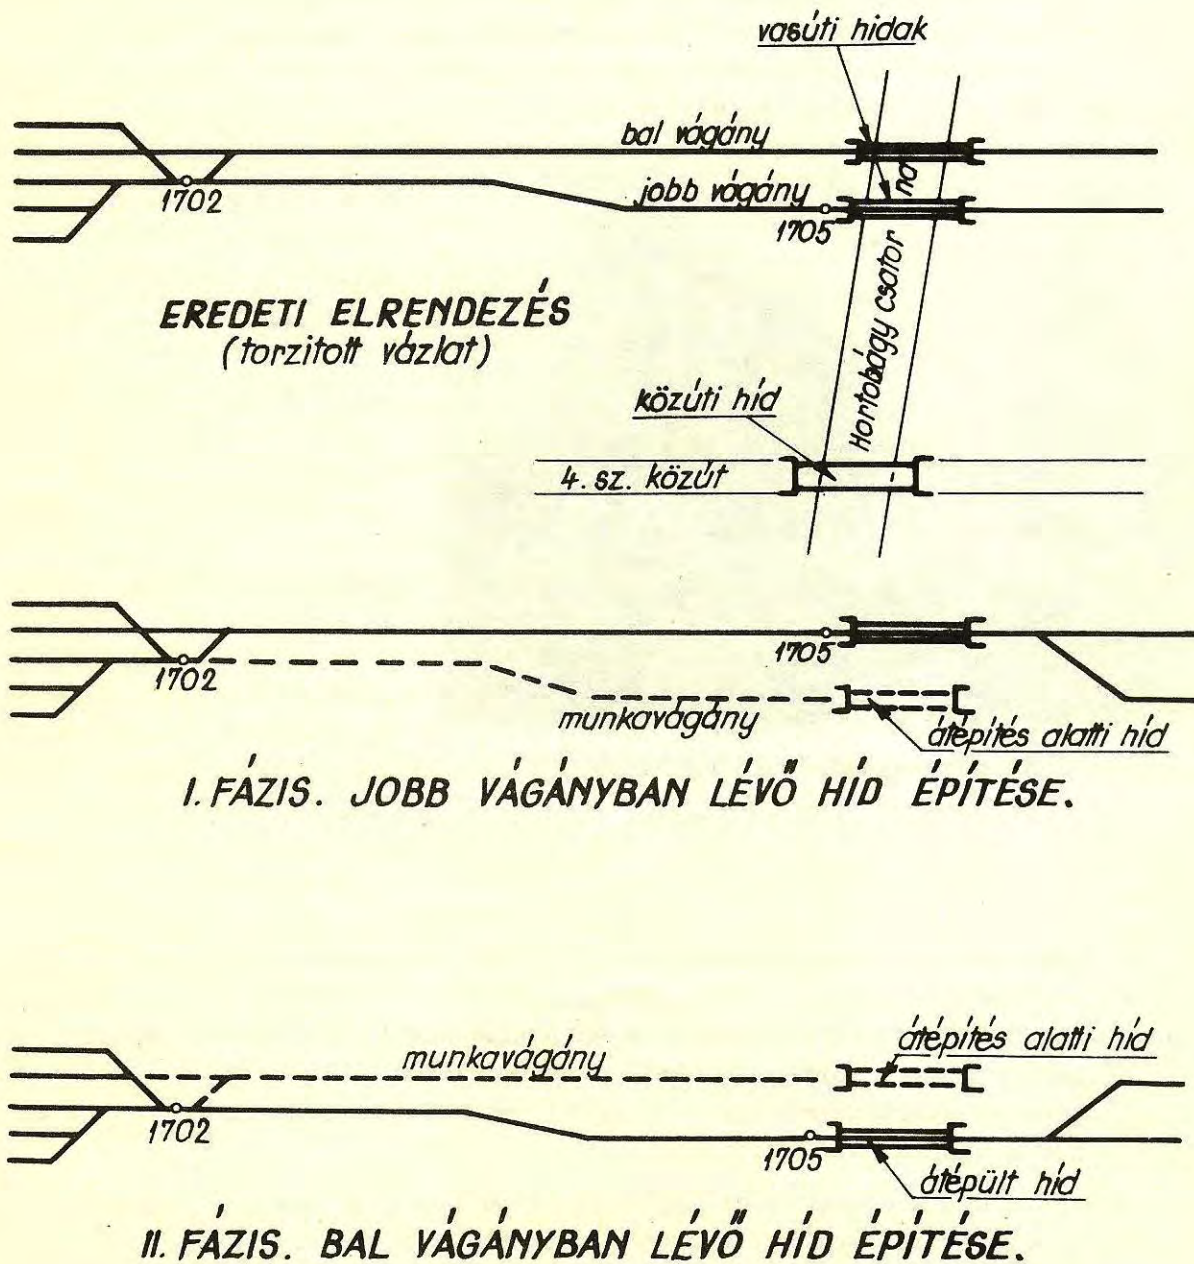 vasúti hidak
bal vágány
jobb vágány
1702
1705
Hortobágy csator
na
EREDETI ELRENDEZÉS
(torzitott vázlat)
közúti híd
4. sz. közút
1702
1705
munkavágány
átépítés alatti híd
I. FÁZIS. JOBB VÁGÁNYBAN LÉVŐ HÍD ÉPÍTÉSE.
munkavágány
átépítés alatti híd
1702
1705
átépült híd
II. FÁZIS. BAL VÁGÁNYBAN LÉVŐ HÍD ÉPÍTÉSE.